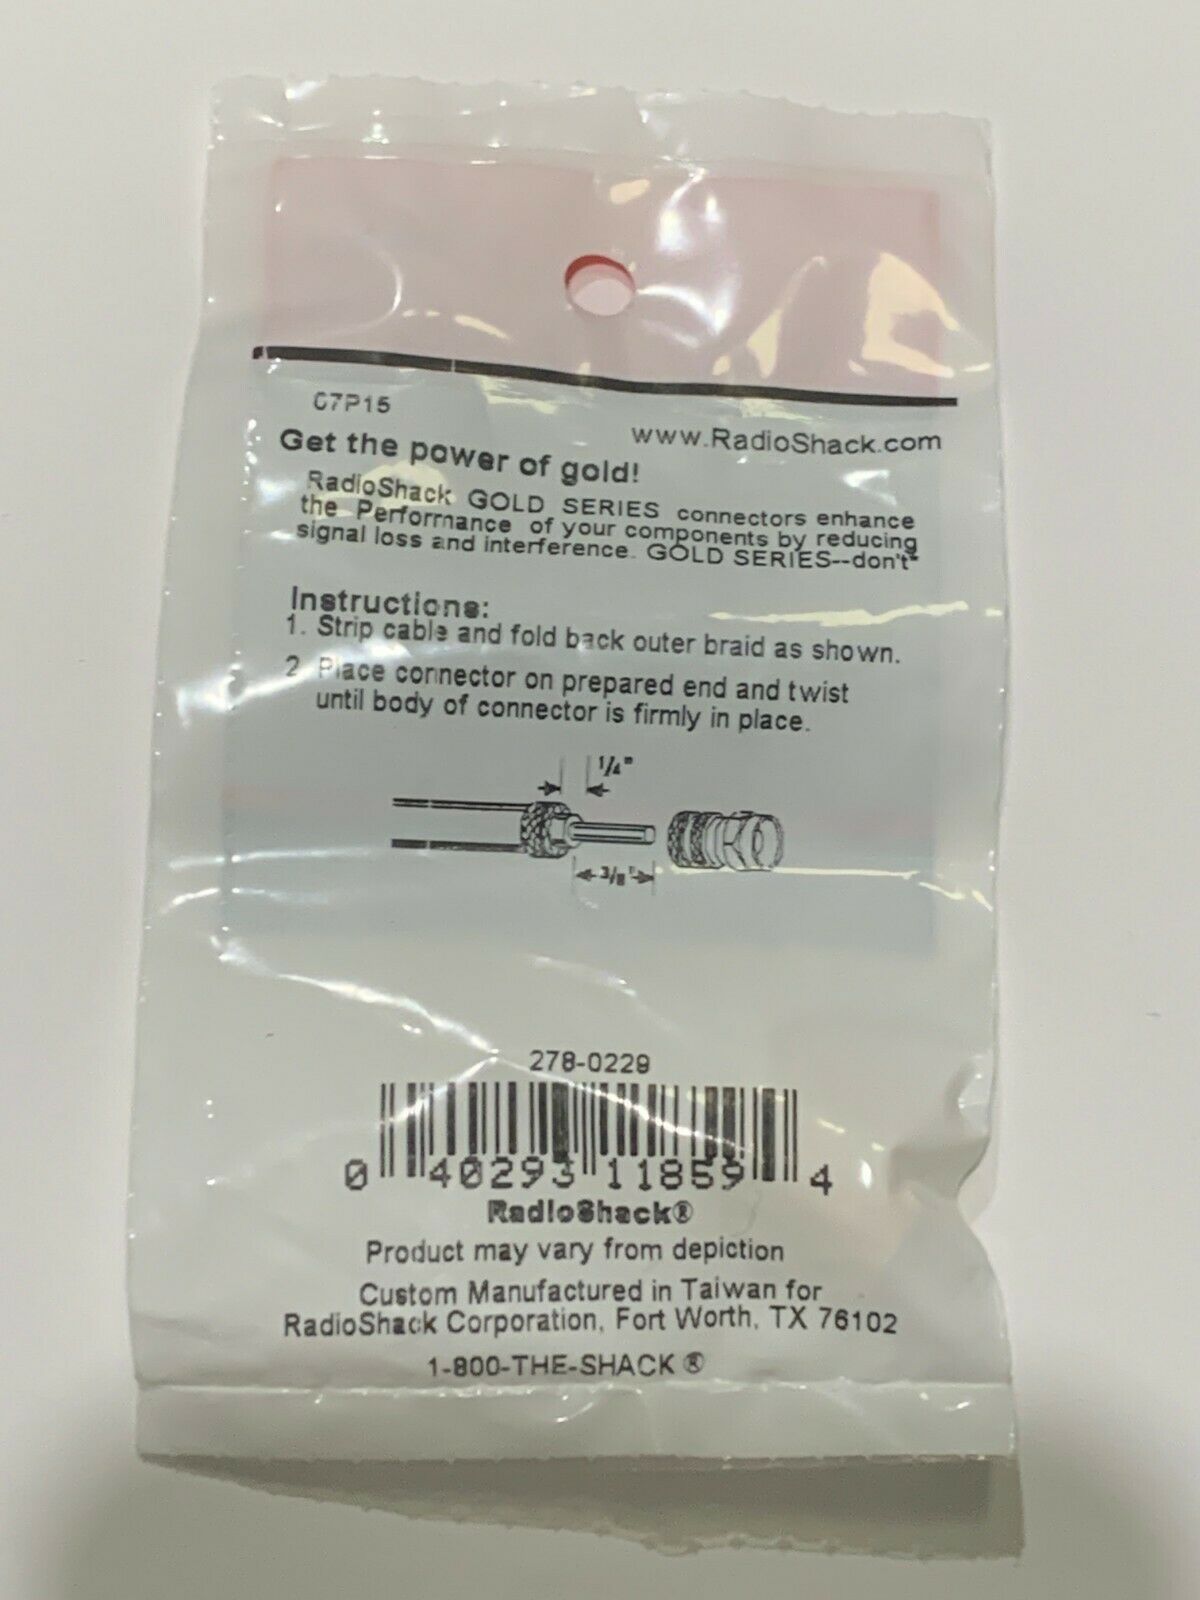 07P15
www.RadioShack.com
Get the power of gold!
RadioShack GOLD SERIES connectors enhance
the Performance of your components by reducing
signal loss and interference. GOLD SERIES--don't
Instructions:
1. Strip cable and fold back outer braid as shown.
2. Place connector on prepared end and twist
until body of connector is firmly in place.
1/4"
3/8"
278-0229
0 40293 11859 4
RadioShack®
Product may vary from depiction
Custom Manufactured in Taiwan for
RadioShack Corporation, Fort Worth, TX 76102
1-800-THE-SHACK®